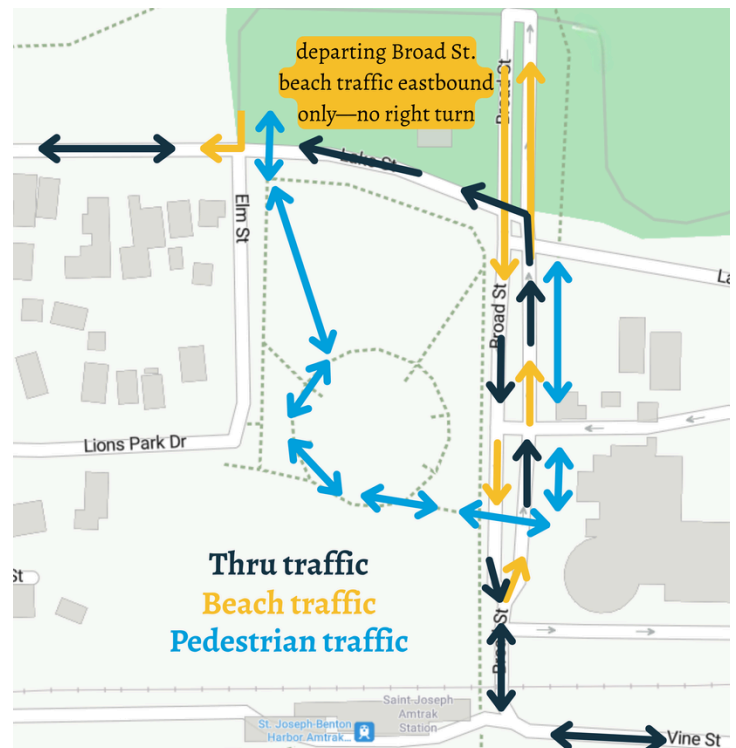 departing Broad St.
beach traffic eastbound
only—no right turn
Broad St
Lake St
Elm St
La
Broad St
Lions Park Dr
Thru traffic
Beach traffic
Pedestrian traffic
St
Broad St
Saint Joseph
Amtrak
Station
St. Joseph-Benton
Harbor Amtrak...
Vine St